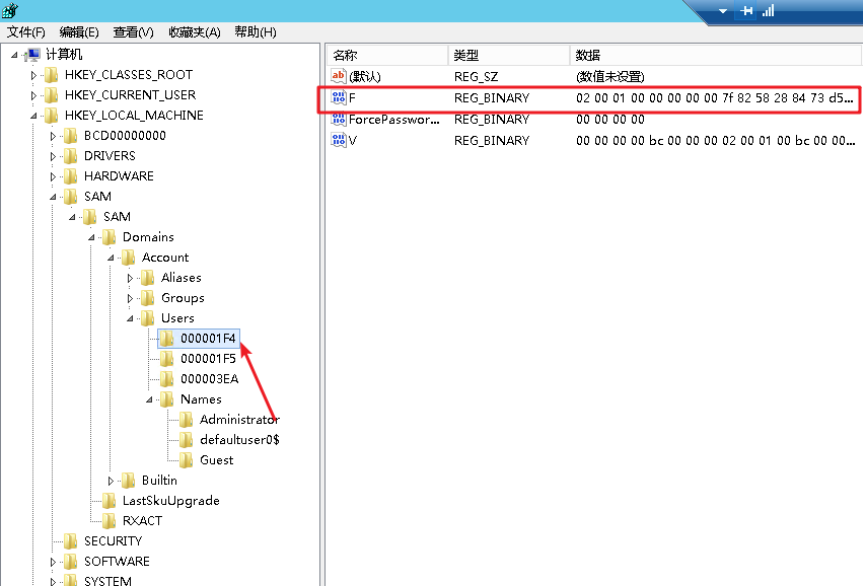 文件(F) 编辑(E) 查看(V) 收藏夹(A) 帮助(H)
计算机
HKEY_CLASSES_ROOT
HKEY_CURRENT_USER
HKEY_LOCAL_MACHINE
BCD00000000
DRIVERS
HARDWARE
SAM
SAM
Domains
Account
Aliases
Groups
Users
000001F4
000001F5
000003EA
Names
Administrator
defaultuser0$
Guest
Builtin
LastSkuUpgrade
RXACT
SECURITY
SOFTWARE
SYSTEM
名称 类型 数据
(默认) REG_SZ (数值未设置)
F REG_BINARY 02 00 01 00 00 00 00 00 7f 82 58 28 84 73 d5...
ForcePasswor... REG_BINARY 00 00 00 00
V REG_BINARY 00 00 00 00 bc 00 00 00 02 00 01 00 bc 00 00...